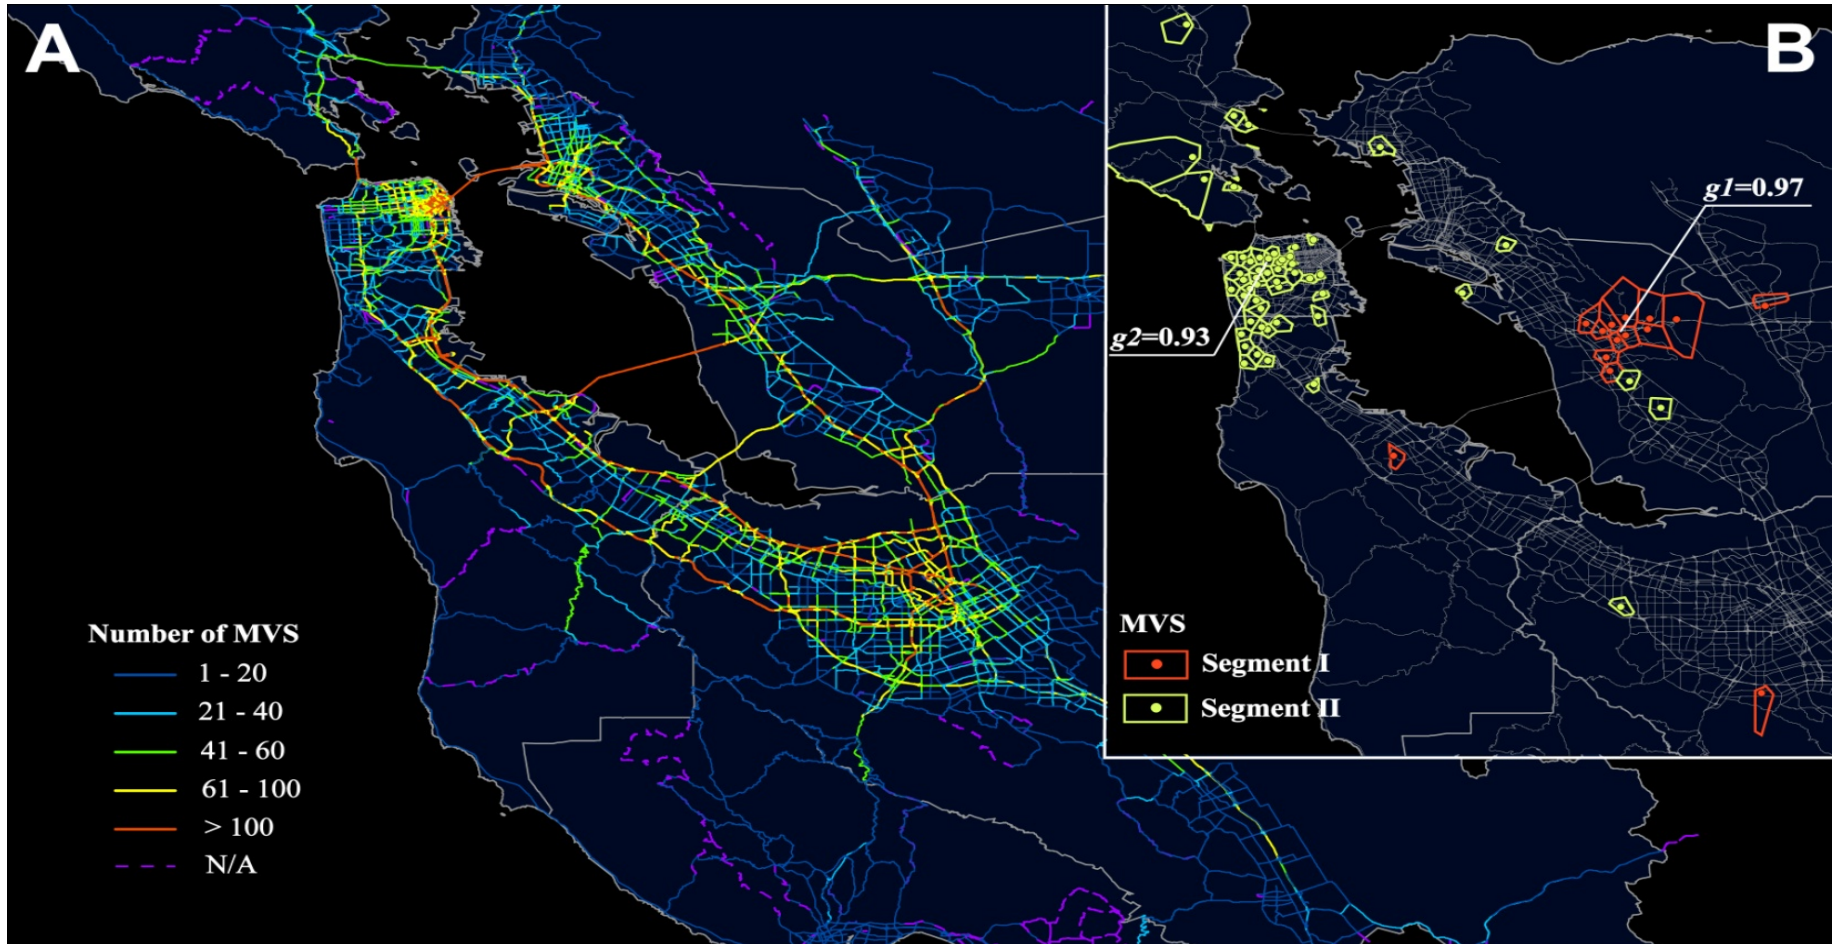 A
B
g1=0.97
g2=0.93
Number of MVS
1 - 20
21 - 40
41 - 60
61 - 100
> 100
N/A
MVS
Segment I
Segment II